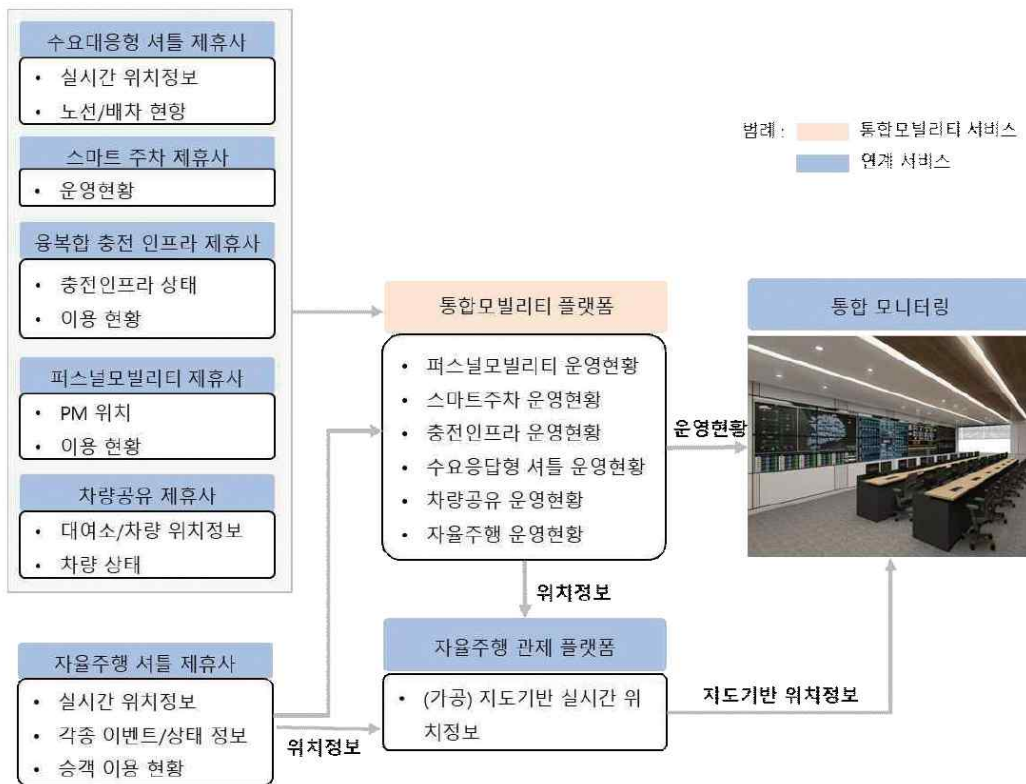 수요대응형 셔틀 제휴사
• 실시간 위치정보
• 노선/배차 현항
스마트 주차 제휴사
• 운영현황
융복합 충전 인프라 제휴사
• 충전인프라 상태
• 이용 현황
퍼스널모빌리티 제휴사
• PM 위치
• 이용 현황
차량공유 제휴사
• 대여소/차량 위치정보
• 차량 상태
자율주행 셔틀 제휴사
• 실시간 위치정보
• 각종 이벤트/상태 정보
• 승객 이용 현황
위치정보
통합모빌리티 플랫폼
• 퍼스널모빌리티 운영현황
• 스마트주차 운영현황
• 충전인프라 운영현황
• 수요응답형 셔틀 운영현황
• 차량공유 운영현황
• 자율주행 운영현황
운영현황
위치정보
자율주행 관제 플랫폼
• (가공) 지도기반 실시간 위
치정보
지도기반 위치정보
범례 :
통합모빌리티 서비스
연계 서비스
통합 모니터링